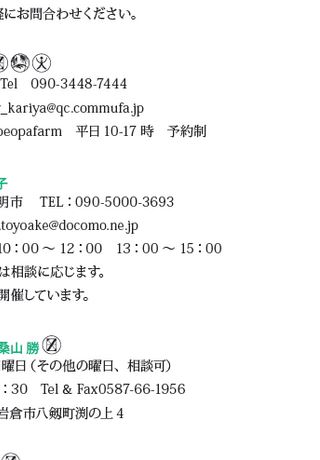 軽にお問合わせください。
Tel　090-3448-7444
_kariya@qc.commufa.jp
peopafarm　平日 10-17 時　予約制
子
明市　TEL：090-5000-3693
toyoake@docomo.ne.jp
10：00 ～ 12：00　13：00 ～ 15：00
は相談に応じます。
開催しています。
桑山 勝
曜日（その他の曜日、相談可）
：30　Tel & Fax0587-66-1956
岩倉市八剱町渕の上 4